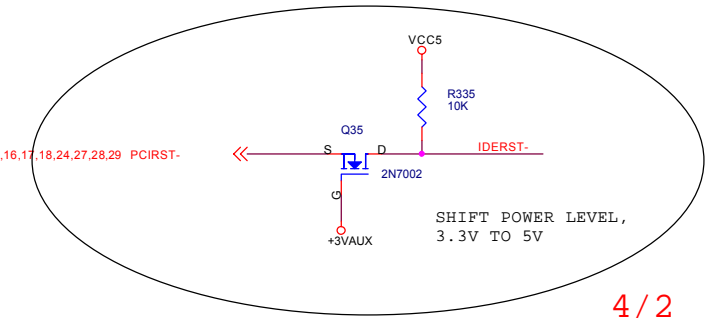 VCC5
R335
10K
Q35
,16,17,18,24,27,28,29 PCIRST-
S
D
IDERST-
2N7002
G
+3VAUX
SHIFT POWER LEVEL,
3.3V TO 5V
4/2